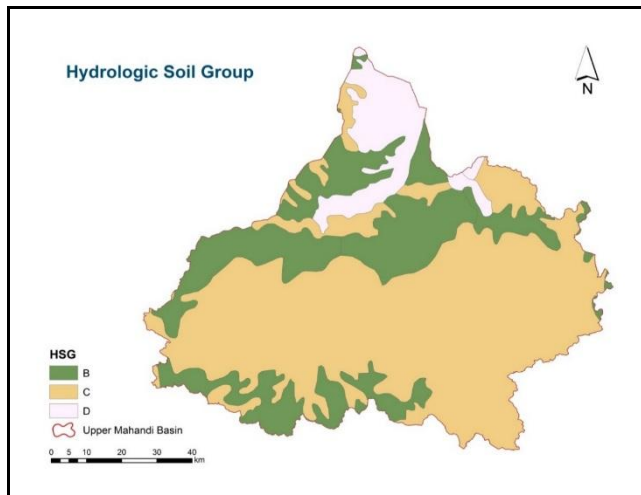 Hydrologic Soil Group
N
HSG
B
C
D
Upper Mahandi Basin
0 5 10 20 30 40
km